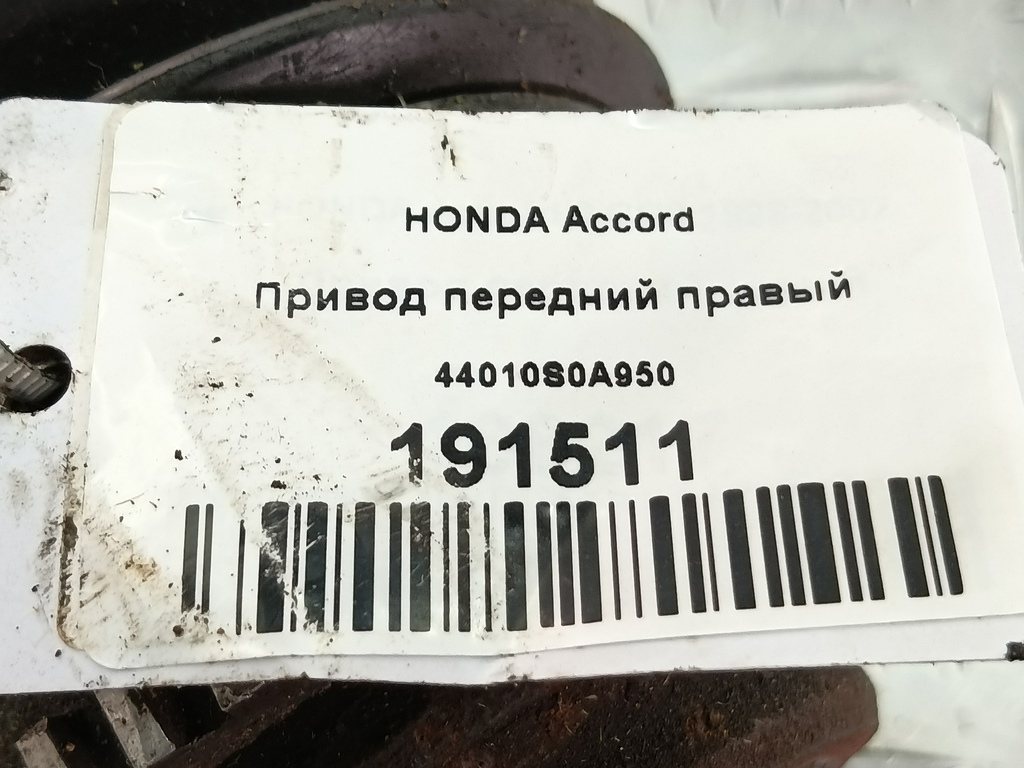 HONDA Accord
Привод передний правый
44010S0A950
191511